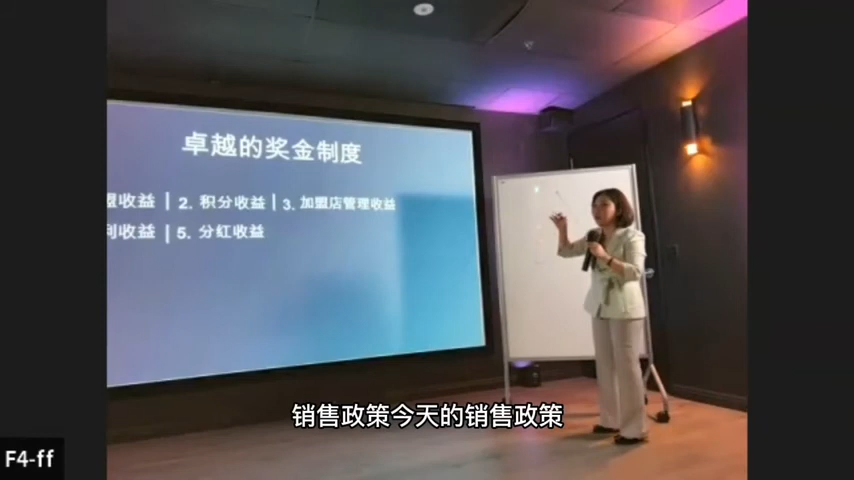 卓越的奖金制度
盟收益 | 2. 积分收益 | 3. 加盟店管理收益
利收益 | 5. 分紅收益
销售政策今天的销售政策
F4-ff